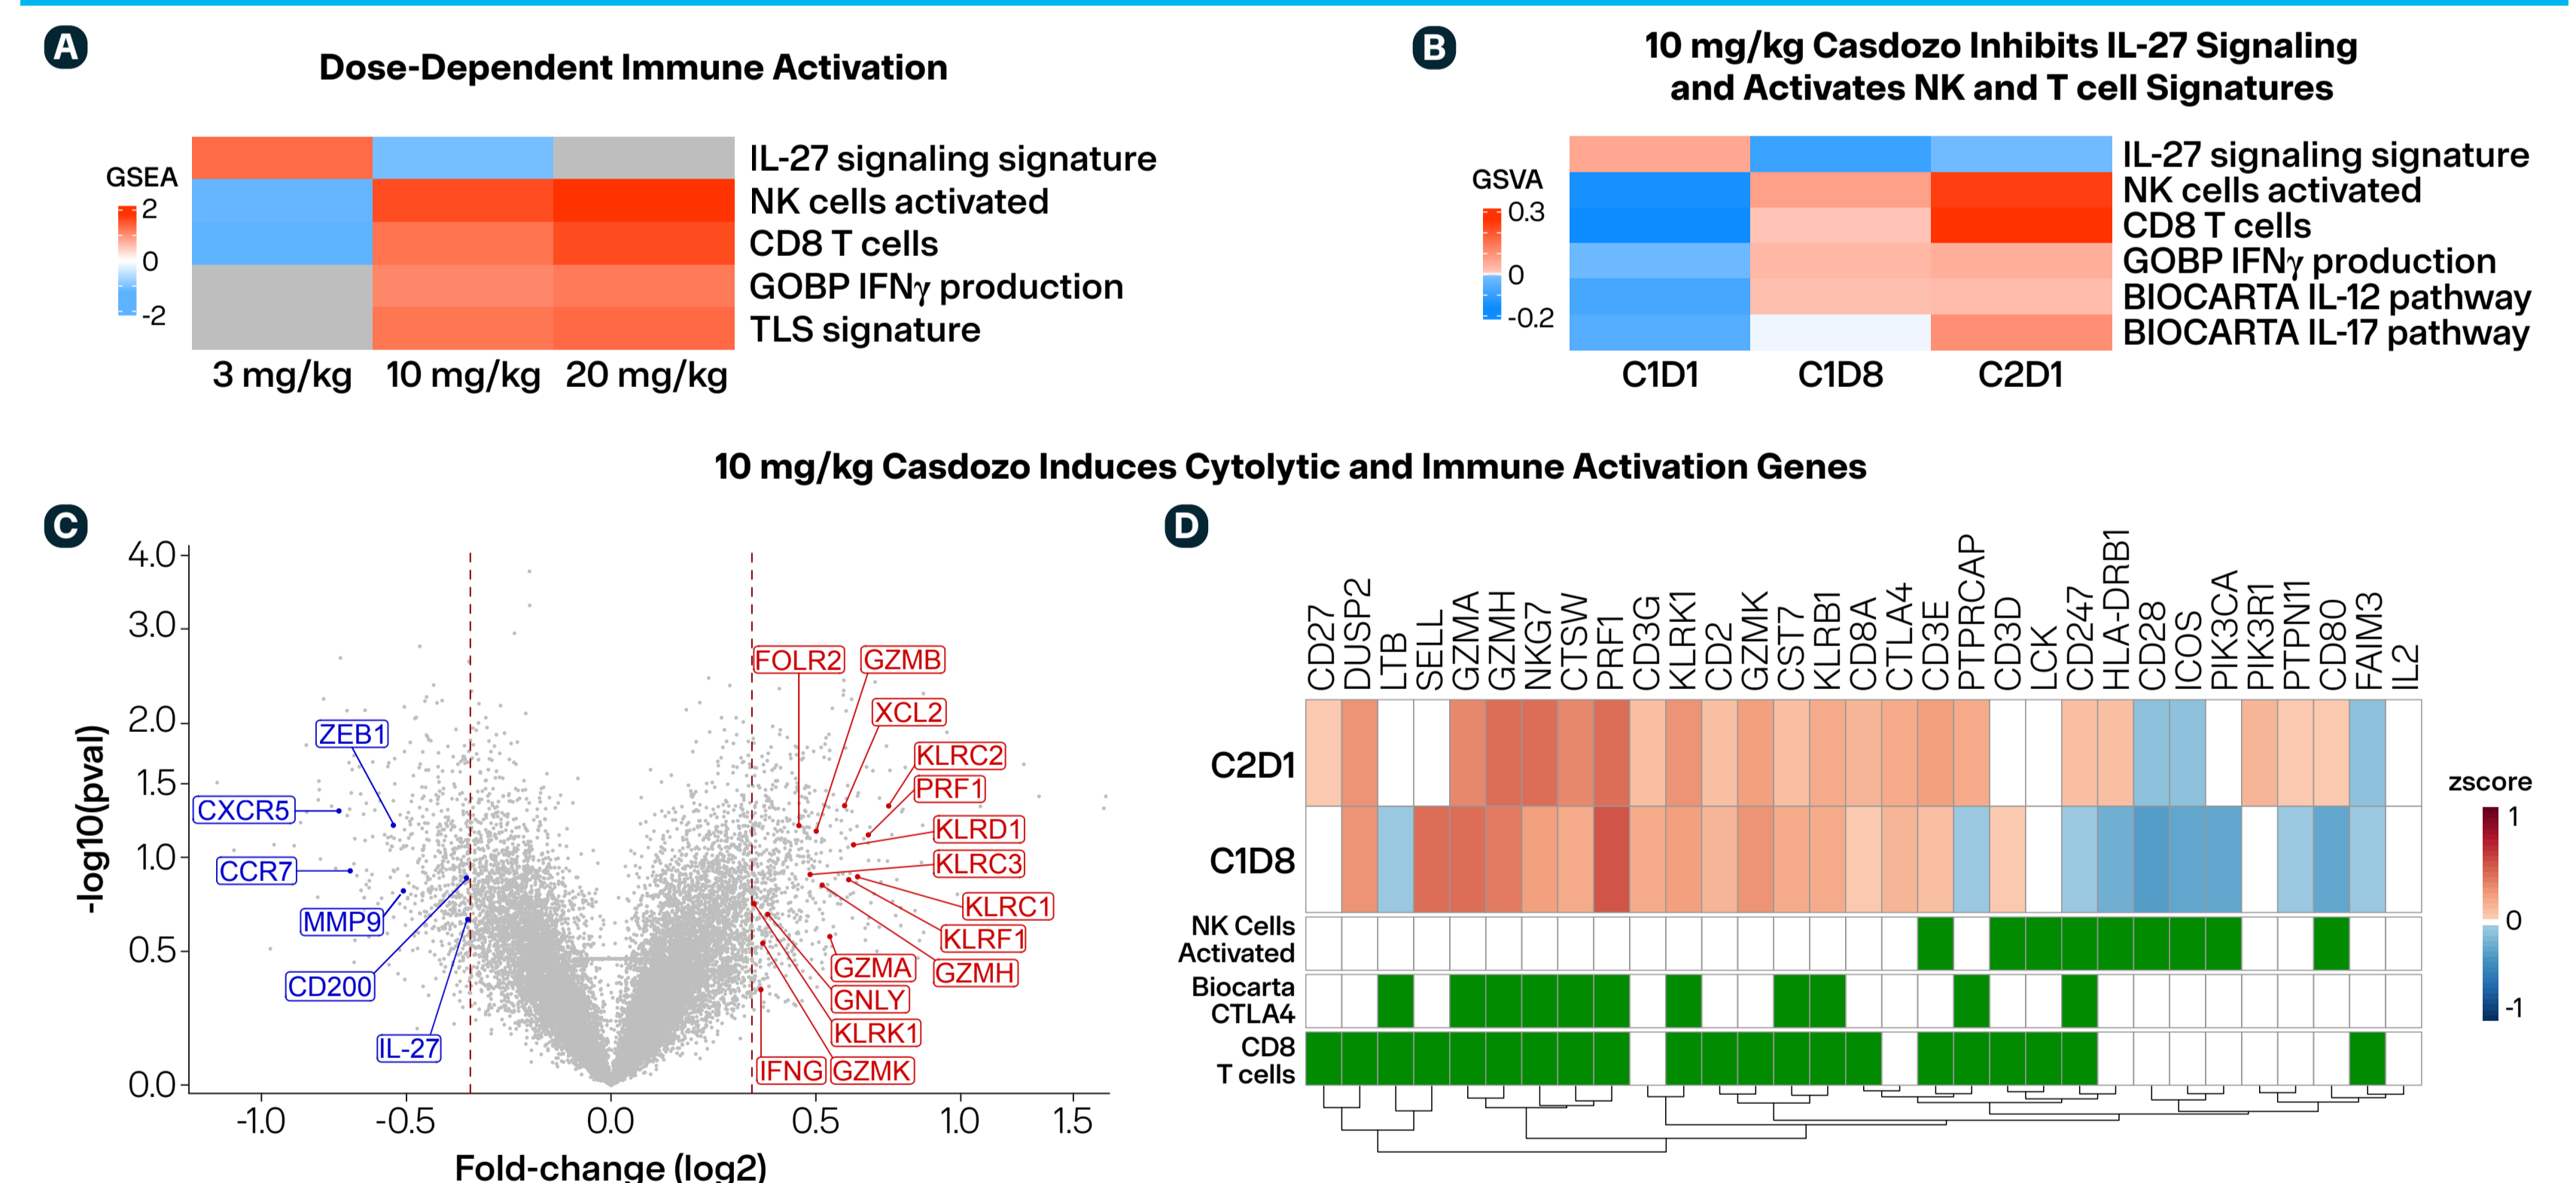 A
Dose-Dependent Immune Activation
GSEA
2
0
-2
IL-27 signaling signature
NK cells activated
CD8 T cells
GOBP IFNγ production
TLS signature
3 mg/kg 10 mg/kg 20 mg/kg
B
10 mg/kg Casdozo Inhibits IL-27 Signaling
and Activates NK and T cell Signatures
GSVA
0.3
0
-0.2
IL-27 signaling signature
NK cells activated
CD8 T cells
GOBP IFNγ production
BIOCARTA IL-12 pathway
BIOCARTA IL-17 pathway
C1D1 C1D8 C2D1
10 mg/kg Casdozo Induces Cytolytic and Immune Activation Genes
C
-log10(pval)
4.0
3.0
2.0
1.5
1.0
0.5
0.0
ZEB1
CXCR5
CCR7
MMP9
CD200
IL-27
FOLR2
GZMB
XCL2
KLRC2
PRF1
KLRD1
KLRC3
KLRC1
KLRF1
GZMH
GZMA
GNLY
KLRK1
IFNG
GZMK
-1.0 -0.5 0.0 0.5 1.0 1.5
Fold-change (log2)
D
CD27
DUSP2
LTB
SELL
GZMA
GZMH
NKG7
CTSW
PRF1
CD3G
KLRK1
CD2
GZMK
CST7
KLRB1
CD8A
CTLA4
CD3E
PTPRCAP
CD3D
LCK
CD247
HLA-DRB1
CD28
ICOS
PIK3CA
PIK3R1
PTPN11
CD80
FAIM3
IL2
C2D1
C1D8
NK Cells
Activated
Biocarta
CTLA4
CD8
T cells
zscore
1
0
-1